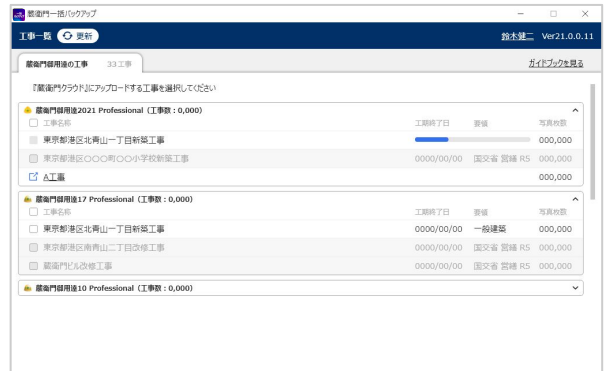 蔵衛門一括バックアップ
工事一覧 更新 鈴木健二 Ver21.0.0.11
蔵衛門御用達の工事 33工事 ガイドブックを見る
『蔵衛門クラウド』にアップロードする工事を選択してください
蔵衛門御用達2021 Professional（工事数：0,000）
工事名称 工期終了日 要領 写真枚数
東京都港区北青山一丁目新築工事 000,000
東京都港区〇〇〇町〇〇小学校新築工事 0000/00/00 国交省 営繕 R5 000,000
A工事 000,000
蔵衛門御用達17 Professional（工事数：0,000）
工事名称 工期終了日 要領 写真枚数
東京都港区北青山一丁目新築工事 0000/00/00 一般建築 000,000
東京都港区南青山二丁目改修工事 0000/00/00 国交省 営繕 R5 000,000
蔵衛門ビル改修工事 0000/00/00 国交省 営繕 R5 000,000
蔵衛門御用達10 Professional（工事数：0,000）